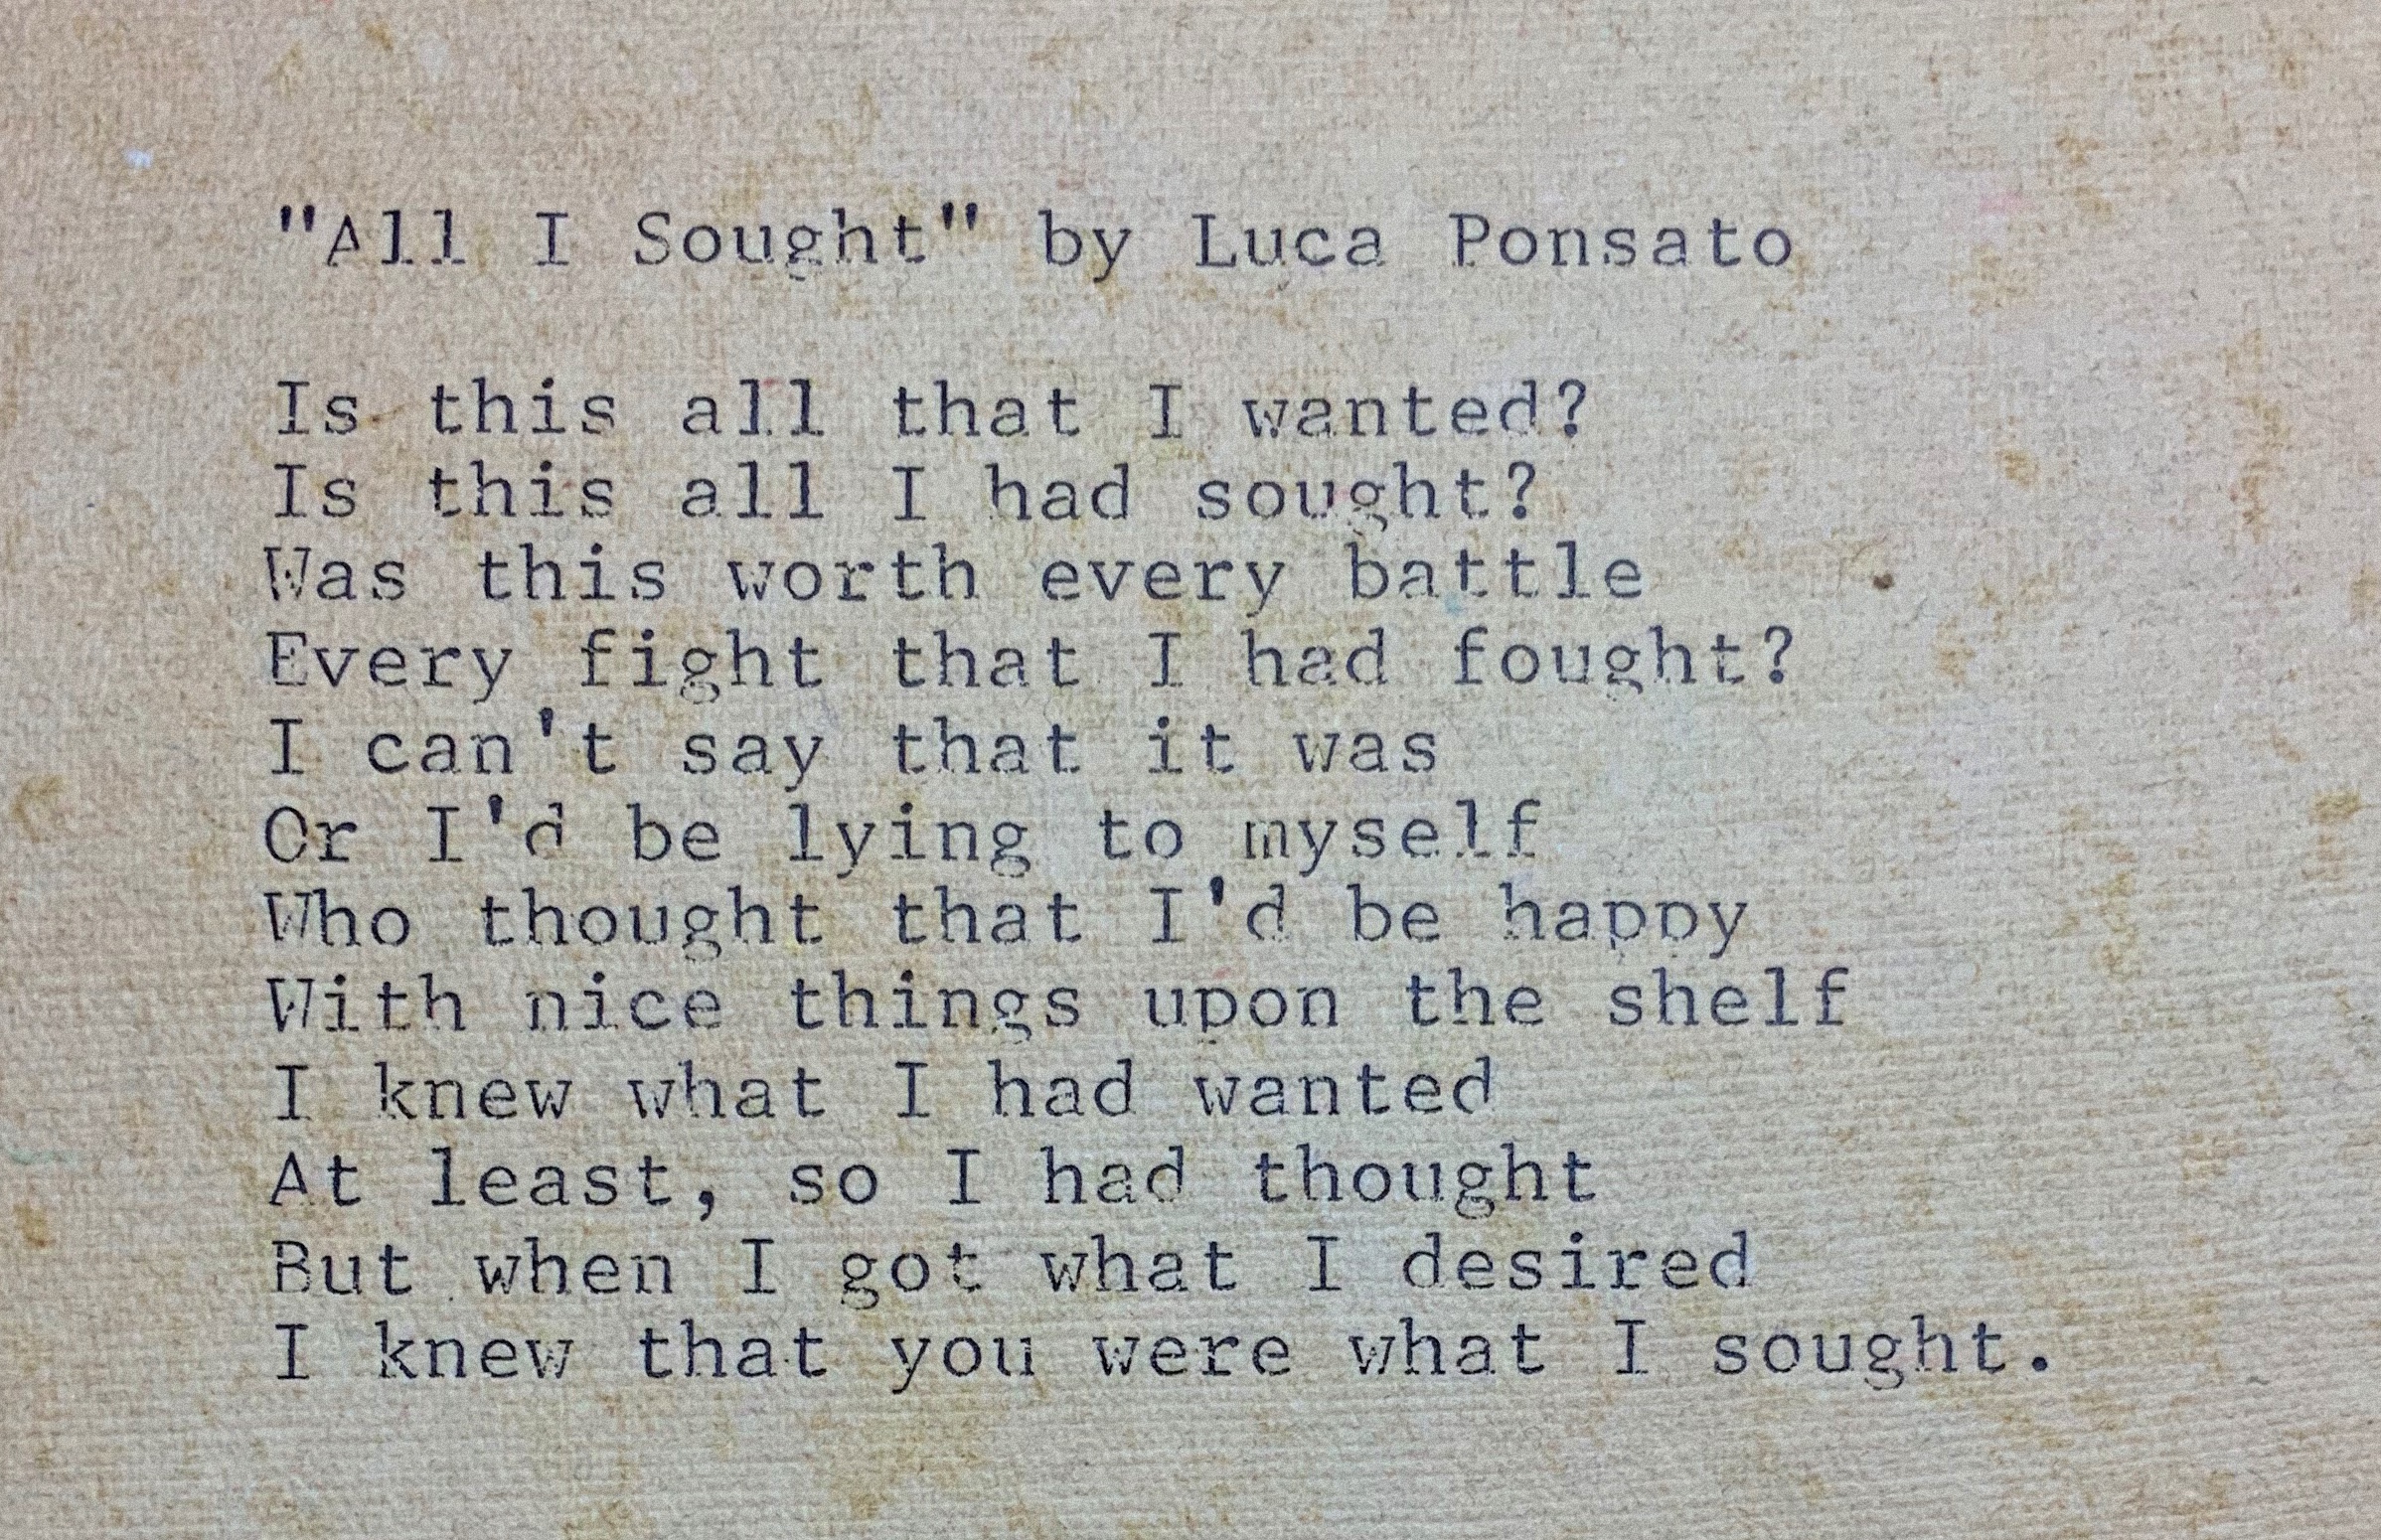 "All I Sought" by Luca Ponsato
Is this all that I wanted?
Is this all I had sought?
Was this worth every battle
Every fight that I had fought?
I can't say that it was
Or I'd be lying to myself
Who thought that I'd be happy
With nice things upon the shelf
I knew what I had wanted
At least, so I had thought
But when I got what I desired
I knew that you were what I sought.